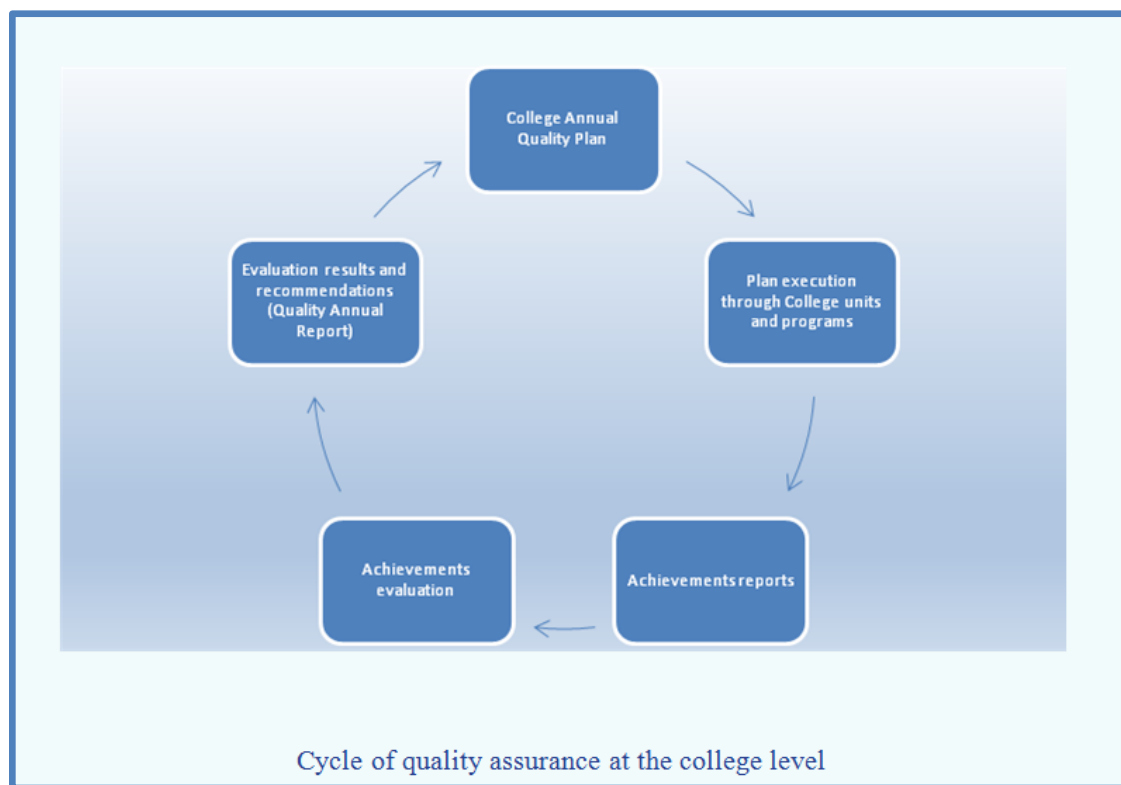 College Annual
Quality Plan
Plan execution
through College units
and programs
Achievements reports
Achievements
evaluation
Evaluation results and
recommendations
(Quality Annual
Report)
Cycle of quality assurance at the college level